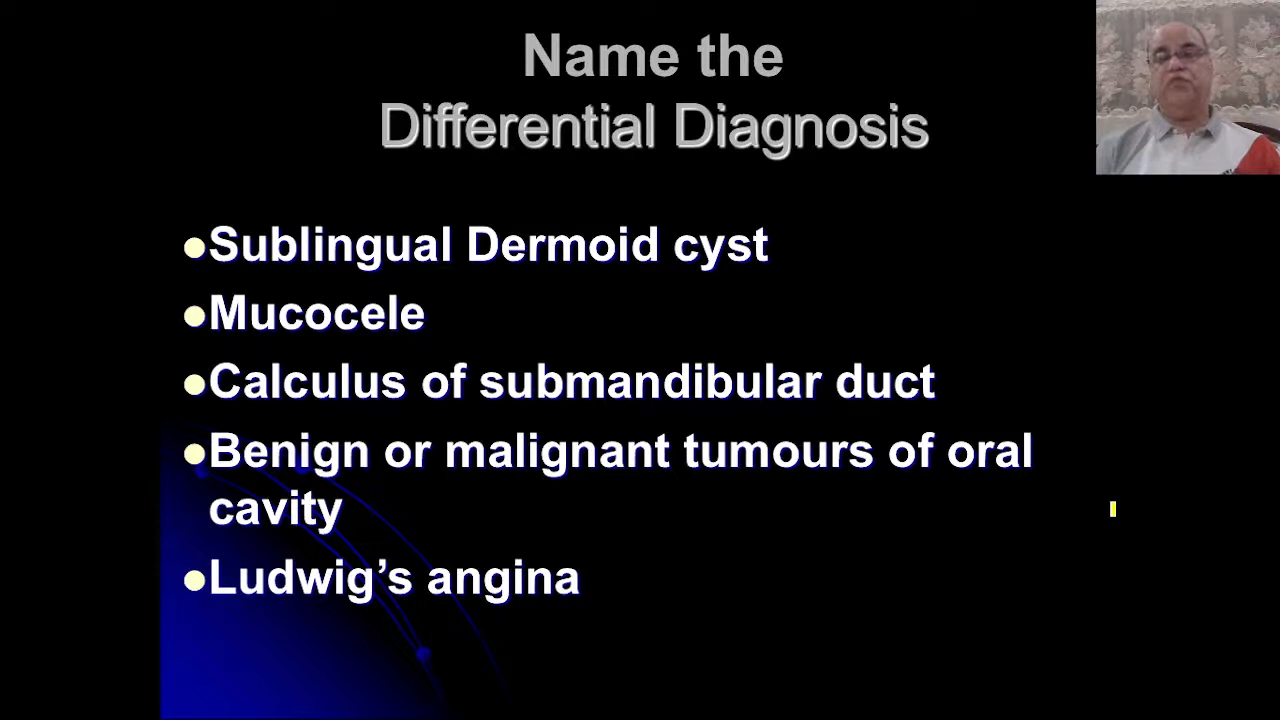 Name the
Differential Diagnosis
●Sublingual Dermoid cyst
●Mucocele
●Calculus of submandibular duct
●Benign or malignant tumours of oral
cavity
●Ludwig’s angina